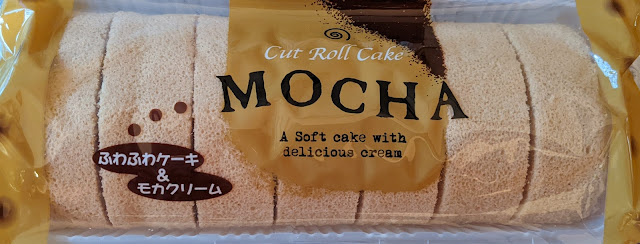 Cut Roll Cake
MOCHA
A Soft cake with
delicious cream
ふわふわケーキ
&
モカクリーム